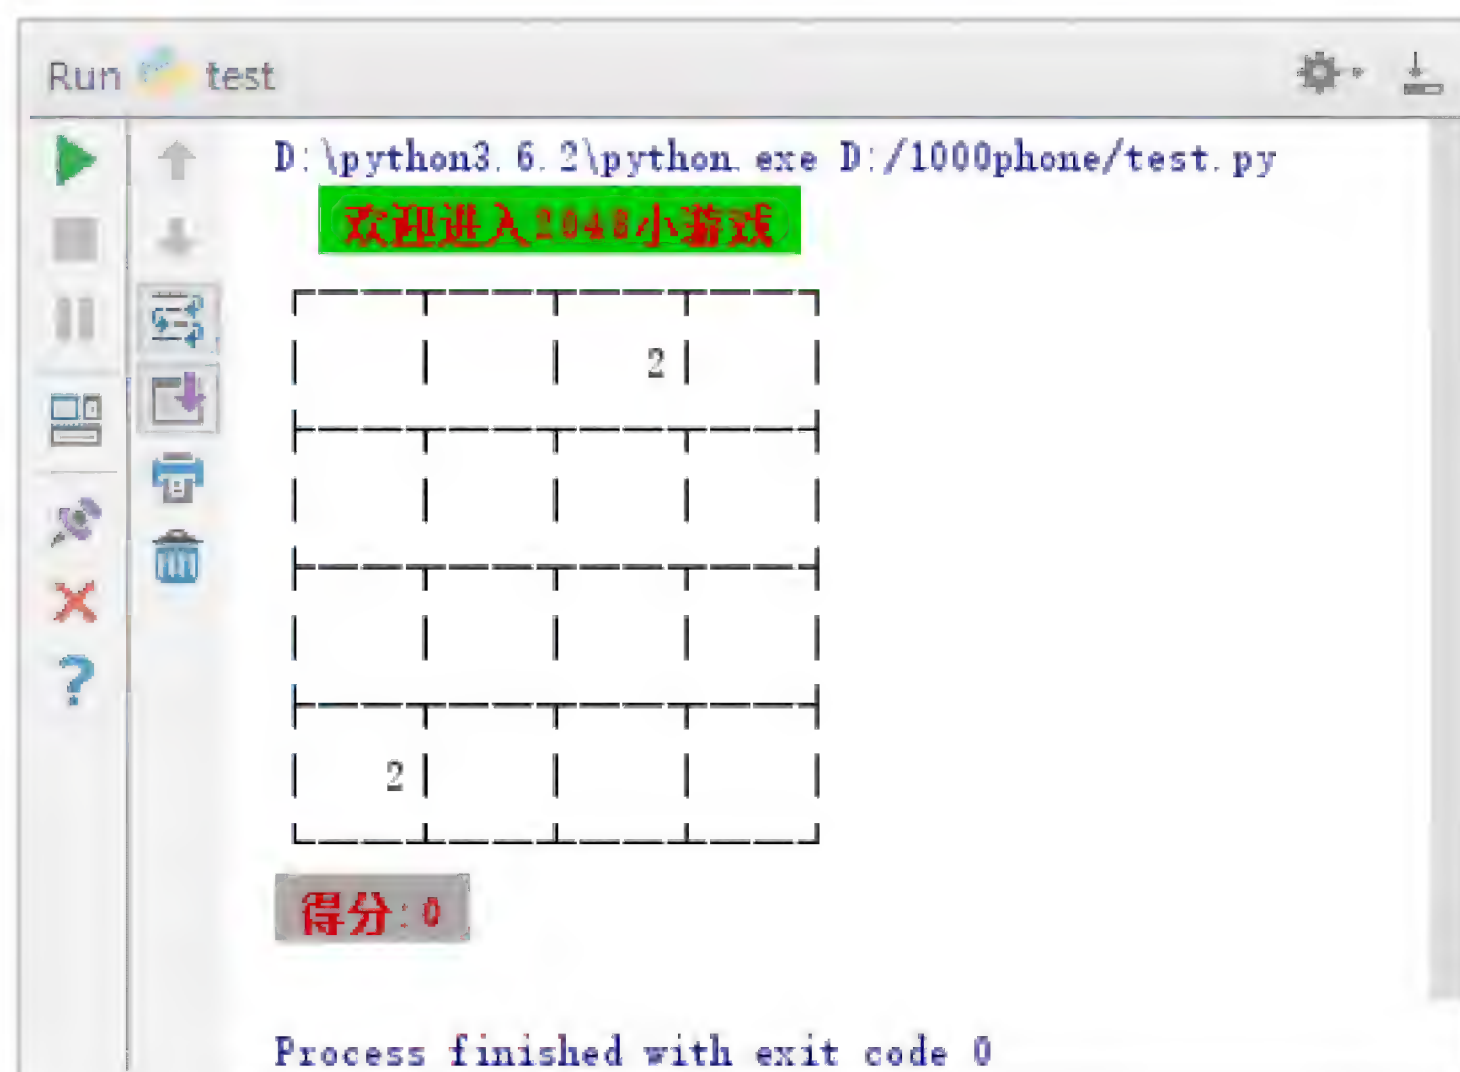 Run test
D:\python3.6.2\python.exe D:/1000phone/test.py
欢迎进入2048小游戏
2
2
得分:0
Process finished with exit code 0